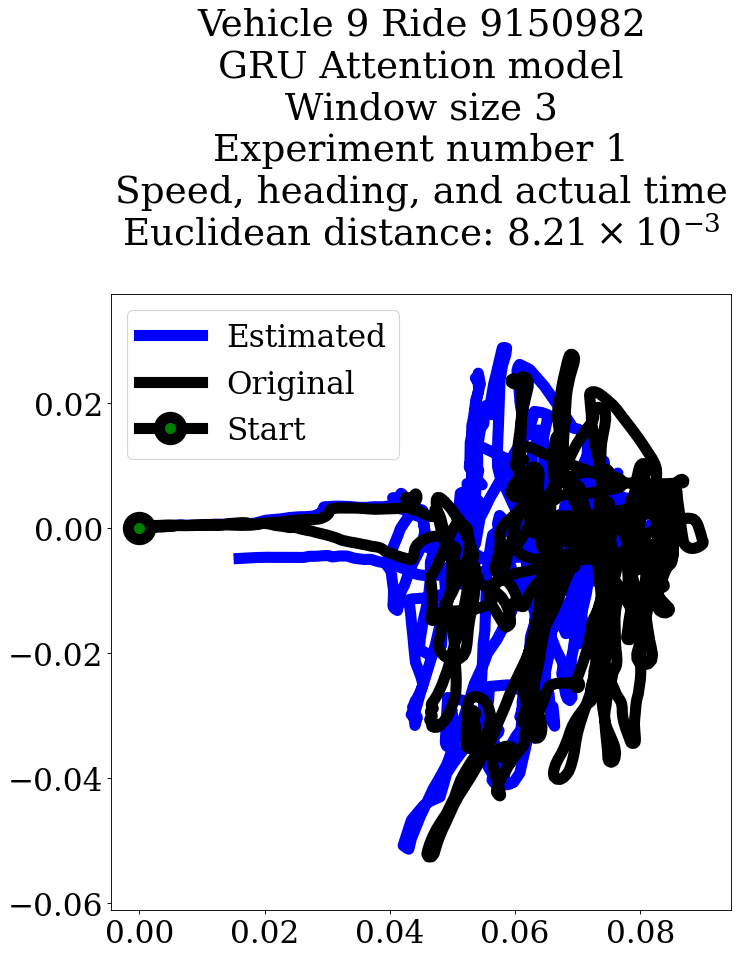 Vehicle 9 Ride 9150982
GRU Attention model
Window size 3
Experiment number 1
Speed, heading, and actual time
Euclidean distance: 8.21 × 10⁻³
Estimated
Original
Start
0.02
0.00
−0.02
−0.04
−0.06
0.00 0.02 0.04 0.06 0.08